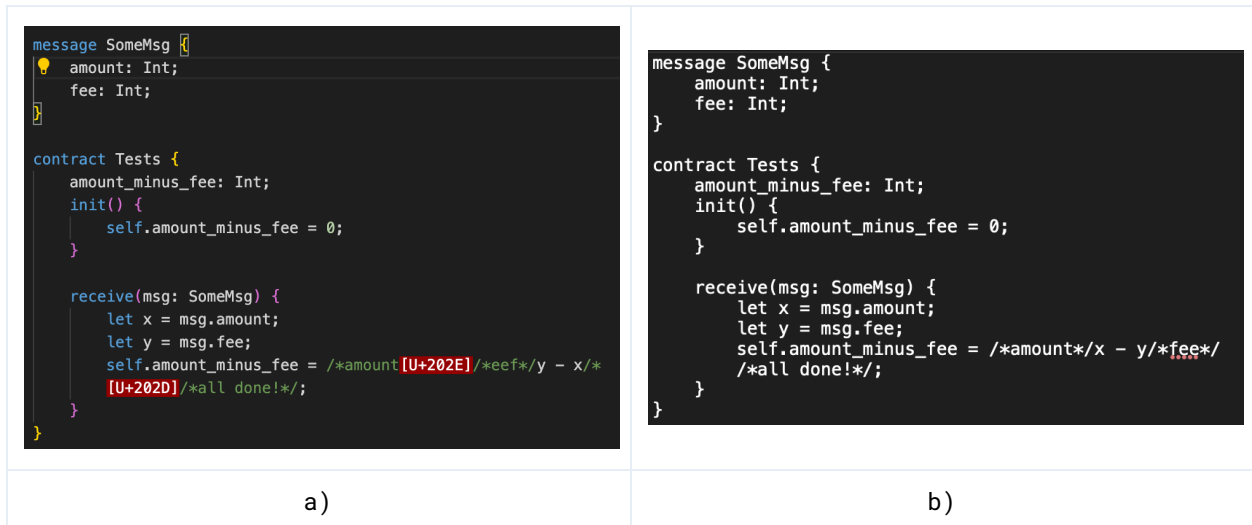 message SomeMsg {
amount: Int;
fee: Int;
}
contract Tests {
amount_minus_fee: Int;
init() {
self.amount_minus_fee = 0;
}
receive(msg: SomeMsg) {
let x = msg.amount;
let y = msg.fee;
self.amount_minus_fee = /*amount[U+202E]/*eef*/y - x/*
[U+202D]/*all done!*/;
}
}
a)
message SomeMsg {
amount: Int;
fee: Int;
}
contract Tests {
amount_minus_fee: Int;
init() {
self.amount_minus_fee = 0;
}
receive(msg: SomeMsg) {
let x = msg.amount;
let y = msg.fee;
self.amount_minus_fee = /*amount*/x - y/*fee*/
/*all done!*/;
}
}
b)